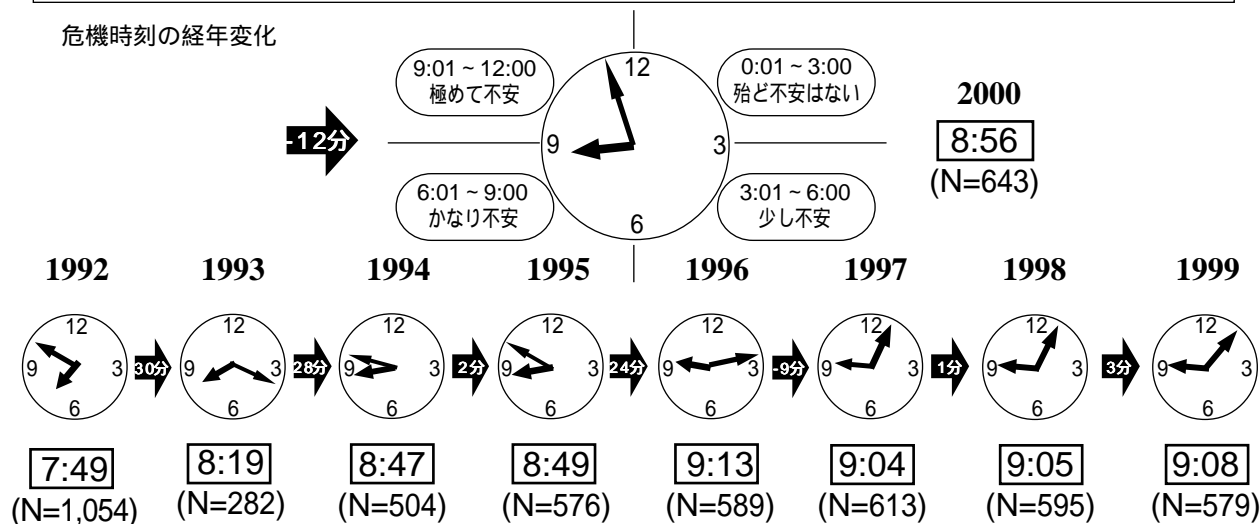 危機時刻の経年変化
9:01 ~ 12:00
極めて不安
12
0:01 ~ 3:00
殆ど不安はない
2000
-12分
9
3
8:56
(N=643)
6:01 ~ 9:00
かなり不安
6
3:01 ~ 6:00
少し不安
1992 1993 1994 1995 1996 1997 1998 1999
12 12 12 12 12 12 12 12
9 3 30分 9 3 28分 9 3 2分 9 3 24分 9 3 -9分 9 3 1分 9 3 3分 9 3
6 6 6 6 6 6 6 6
7:49 8:19 8:47 8:49 9:13 9:04 9:05 9:08
(N=1,054) (N=282) (N=504) (N=576) (N=589) (N=613) (N=595) (N=579)